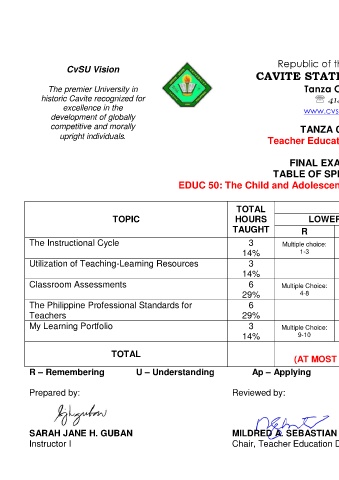 CvSU Vision
The premier University in
historic Cavite recognized for
excellence in the
development of globally
competitive and morally
upright individuals.
Republic of th
CAVITE STAT
Tanza C
☏ 414
www.cvs
TANZA C
Teacher Educat
FINAL EXA
TABLE OF SPE
EDUC 50: The Child and Adolescen
TOPIC
TOTAL
HOURS
TAUGHT
LOWER
R
The Instructional Cycle
3
14%
Multiple choice:
1-3
Utilization of Teaching-Learning Resources
3
14%
Classroom Assessments
6
29%
Multiple Choice:
4-8
The Philippine Professional Standards for
Teachers
6
29%
My Learning Portfolio
3
14%
Multiple Choice:
9-10
TOTAL
(AT MOST
R – Remembering U – Understanding Ap – Applying
Prepared by: Reviewed by:
SARAH JANE H. GUBAN MILDRED A. SEBASTIAN
Instructor I Chair, Teacher Education D